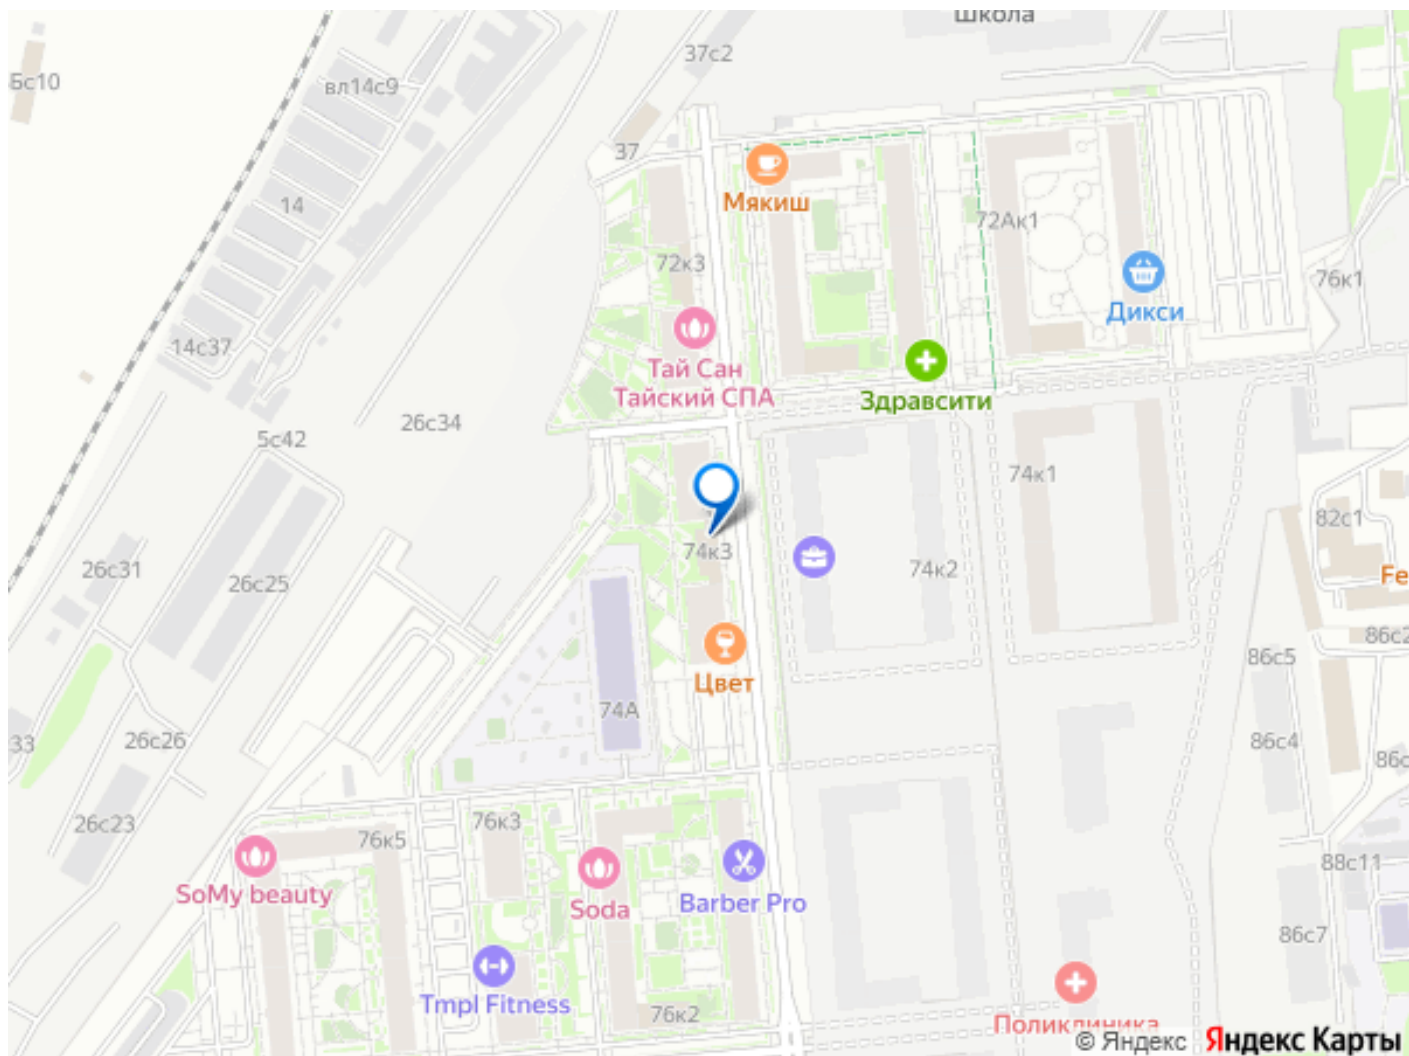 Школа
37с2
5с10
вл14с9
37
Мякиш
14
72Ак1
72к3
76к1
Дикси
14с37
Тай Сан
Тайский СПА
Здравсити
26с34
5с42
74к1
82с1
74к3
26с31
26с25
74к2
Fe
86с2
86с5
Цвет
74А
33
26с26
86с4
86с
26с23
76к3
76к5
88с11
SoMy beauty
Soda
Barber Pro
86с7
Tmpl Fitness
76к2
Поликлиника
© Яндекс Яндекс Карты